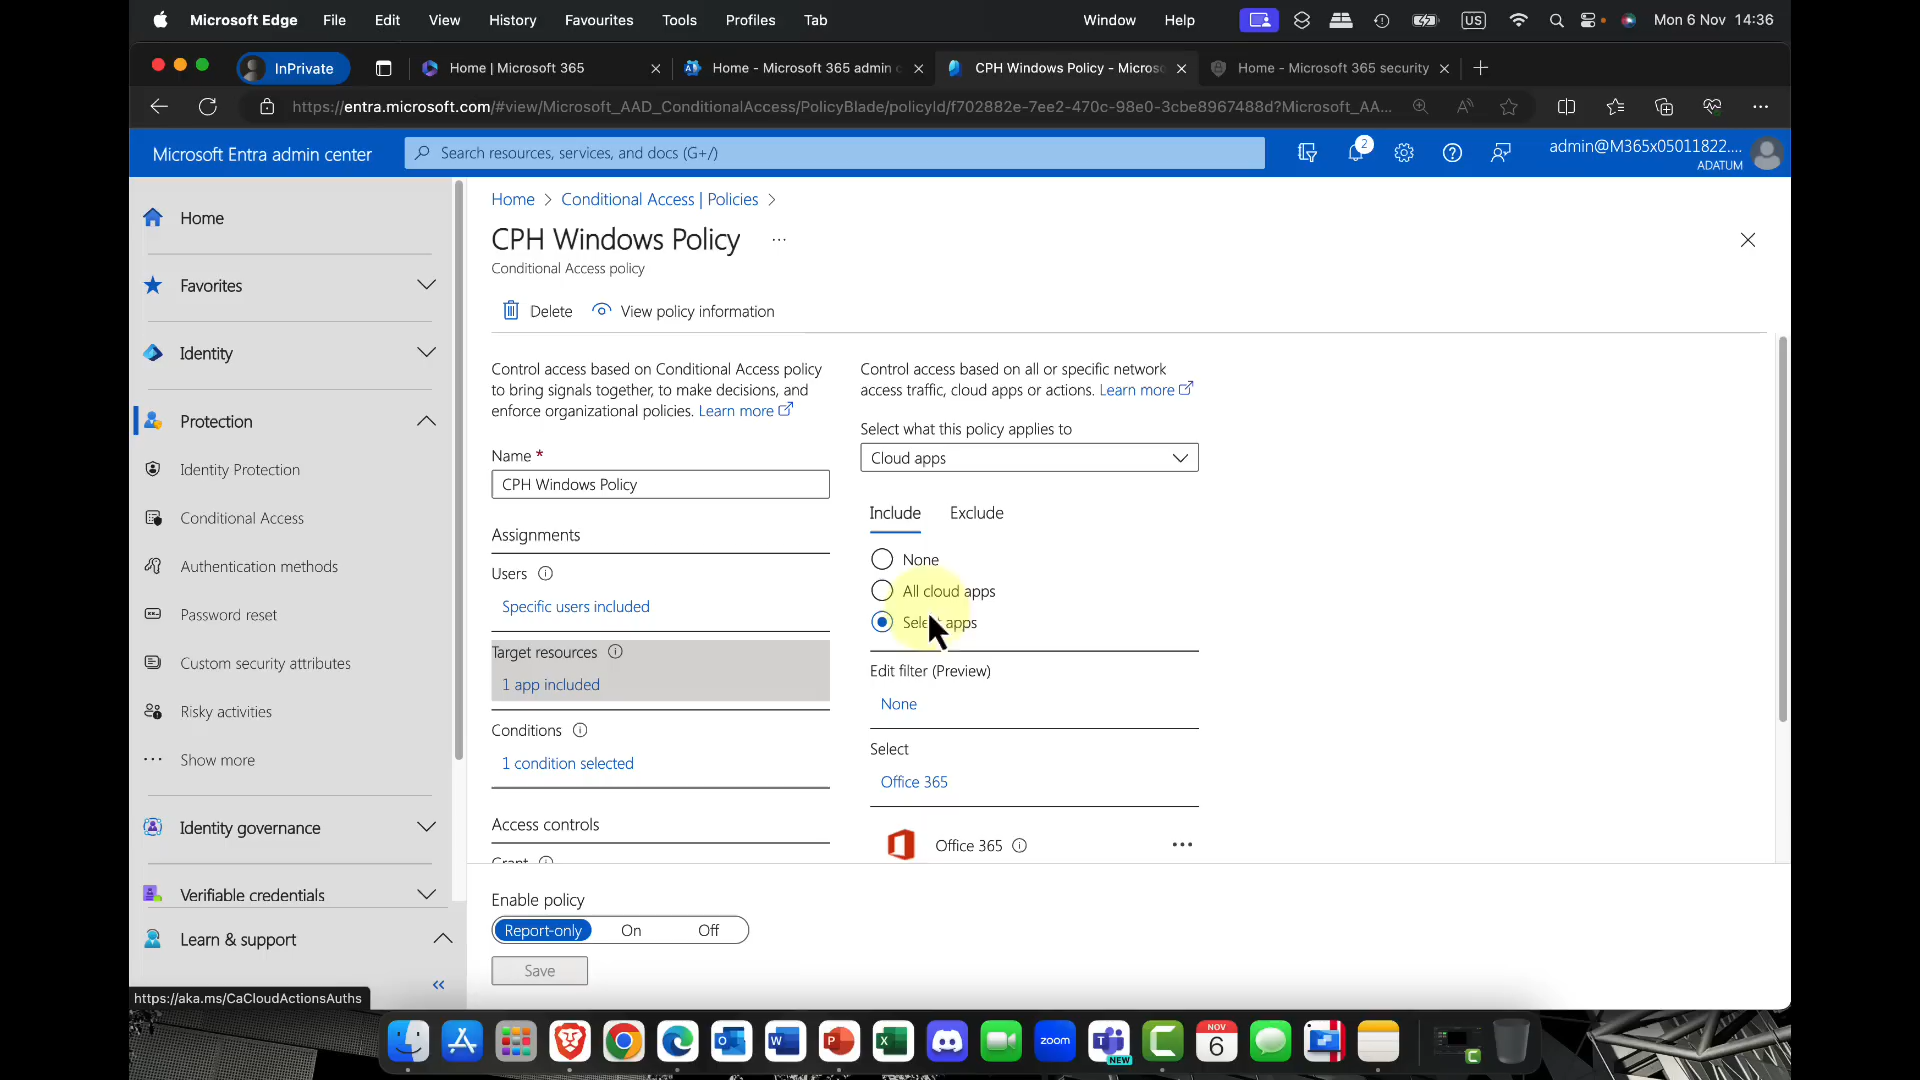 Microsoft Edge File Edit View History Favourites Tools Profiles Tab Window Help US Mon 6 Nov 14:36
InPrivate Home | Microsoft 365 Home - Microsoft 365 admin c CPH Windows Policy - Micros Home - Microsoft 365 security
https://entra.microsoft.com/#view/Microsoft_AAD_ConditionalAccess/PolicyBlade/policyId/f702882e-7ee2-470c-98e0-3cbe8967488d?Microsoft_AA...
Microsoft Entra admin center Search resources, services, and docs (G+/) 2 admin@M365x05011822....
ADATUM
Home
Favorites
Identity
Protection
Identity Protection
Conditional Access
Authentication methods
Password reset
Custom security attributes
Risky activities
Show more
Identity governance
Verifiable credentials
Learn & support
https://aka.ms/CaCloudActionsAuths
Home > Conditional Access | Policies >
CPH Windows Policy ...
Conditional Access policy
Delete View policy information
Control access based on Conditional Access policy
to bring signals together, to make decisions, and
enforce organizational policies. Learn more
Name *
CPH Windows Policy
Assignments
Users
Specific users included
Target resources
1 app included
Conditions
1 condition selected
Access controls
Grant
Control access based on all or specific network
access traffic, cloud apps or actions. Learn more
Select what this policy applies to
Cloud apps
Include Exclude
None
All cloud apps
Select apps
Edit filter (Preview)
None
Select
Office 365
Office 365
Enable policy
Report-only On Off
Save
zoom
NEW
NOV
6